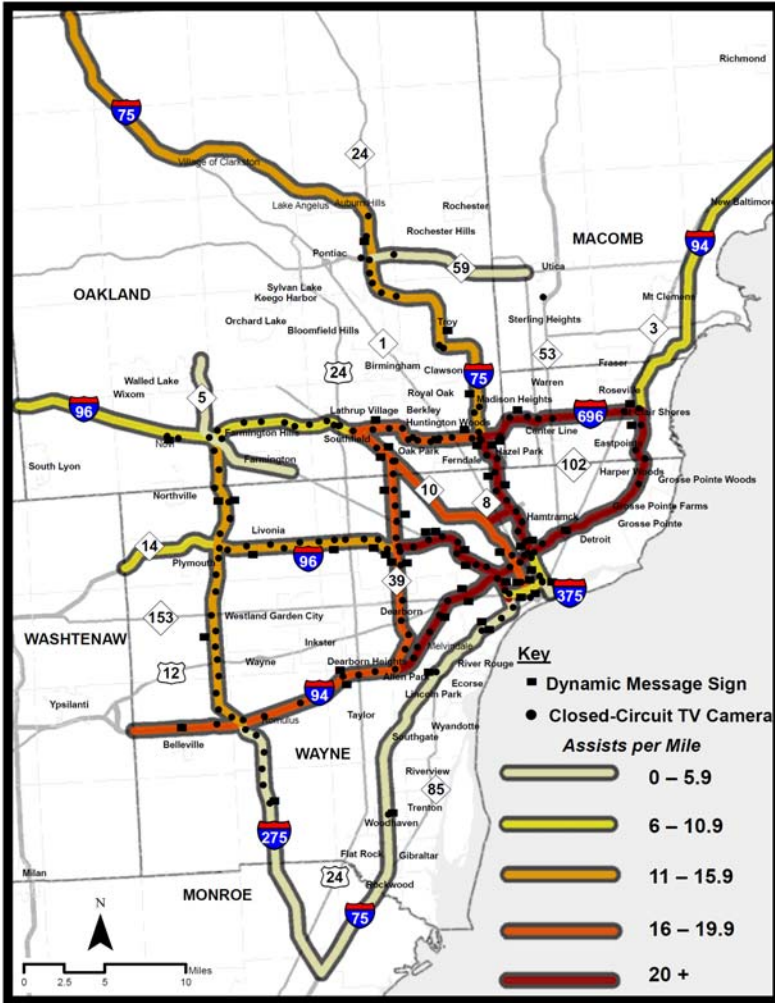 Richmond
75
24
Village of Clarkston
Lake Angelus
Auburn Hills
Rochester
Rochester Hills
New Baltimore
MACOMB
94
Pontiac
59
Utica
OAKLAND
Sylvan Lake
Keego Harbor
Mt Clemens
Orchard Lake
Bloomfield Hills
1
Troy
Sterling Heights
3
53
Birmingham
24
Clawson
Fraser
Walled Lake
Wixom
5
75
Warren
Roseville
Royal Oak
Madison Heights
96
Lathrup Village
Berkley
696
Clair Shores
Huntington Woods
Center Line
Farmington Hills
Southfield
Novi
Oak Park
Hazel Park
Eastpointe
South Lyon
Farmington
Ferndale
102
Harper Woods
Grosse Pointe Woods
Northville
10
8
Grosse Pointe Farms
Hamtramck
Grosse Pointe
Livonia
Detroit
14
96
Plymouth
39
375
Dearborn
153
Westland Garden City
WASHTENAW
Inkster
Melvindale
12
Wayne
Dearborn Heights
Allen Park
River Rouge
Ecorse
Lincoln Park
94
Ypsilanti
Taylor
Wyandotte
Romulus
Belleville
Southgate
WAYNE
Riverview
85
Trenton
Woodhaven
275
Flat Rock
Gibraltar
Milan
24
Rockwood
MONROE
75
N
0 2.5 5 10
Miles
Key
Dynamic Message Sign
Closed-Circuit TV Camera
Assists per Mile
0 – 5.9
6 – 10.9
11 – 15.9
16 – 19.9
20 +